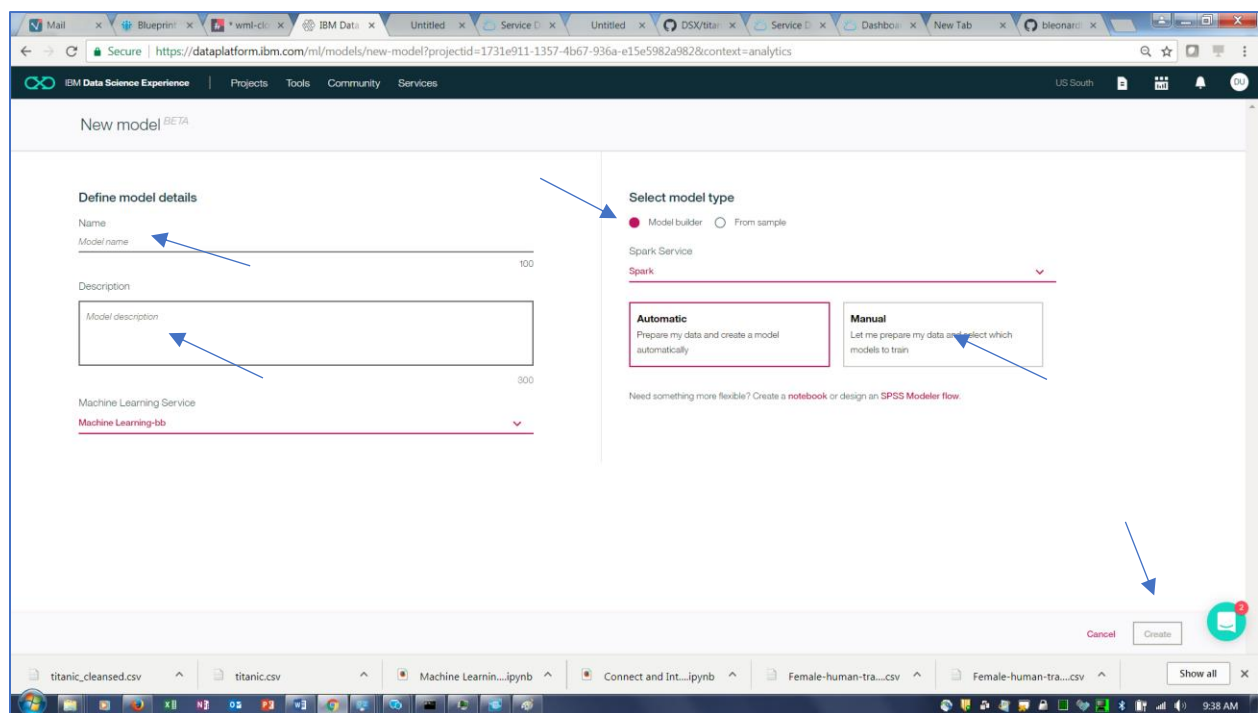 Mail
Blueprint
* wml-clo
IBM Data
Untitled
Service D
Untitled
DSX/titan
Service D
Dashboa
New Tab
bleonard
Secure | https://dataplatform.ibm.com/ml/models/new-model?projectid=1731e911-1357-4b67-936a-e15e5982a982&context=analytics
IBM Data Science Experience | Projects Tools Community Services US South DU
New model BETA
Define model details
Name
Model name
100
Description
Model description
300
Machine Learning Service
Machine Learning-bb
Select model type
Model builder From sample
Spark Service
Spark
Automatic
Prepare my data and create a model
automatically
Manual
Let me prepare my data and select which
models to train
Need something more flexible? Create a notebook or design an SPSS Modeler flow.
2
Cancel Create
titanic_cleansed.csv titanic.csv Machine Learnin....ipynb Connect and Int....ipynb Female-human-tra....csv Female-human-tra....csv Show all
9:38 AM